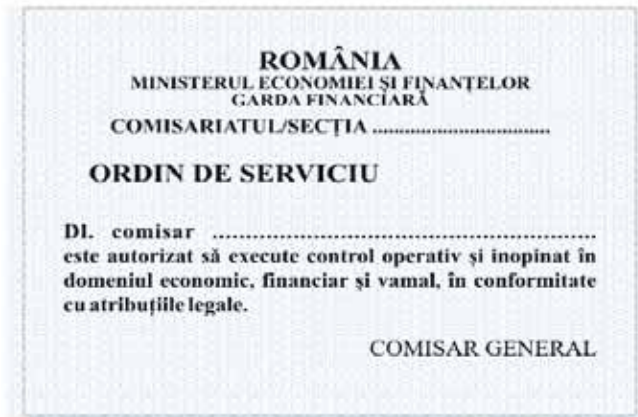 ROMÂNIA
MINISTERUL ECONOMIEI ŞI FINANŢELOR
GARDA FINANCIARĂ
COMISARIATUL/SECŢIA ....................................
ORDIN DE SERVICIU
Dl. comisar ..........................................................
este autorizat să execute control operativ şi inopinat în
domeniul economic, financiar şi vamal, în conformitate
cu atribuţiile legale.
COMISAR GENERAL